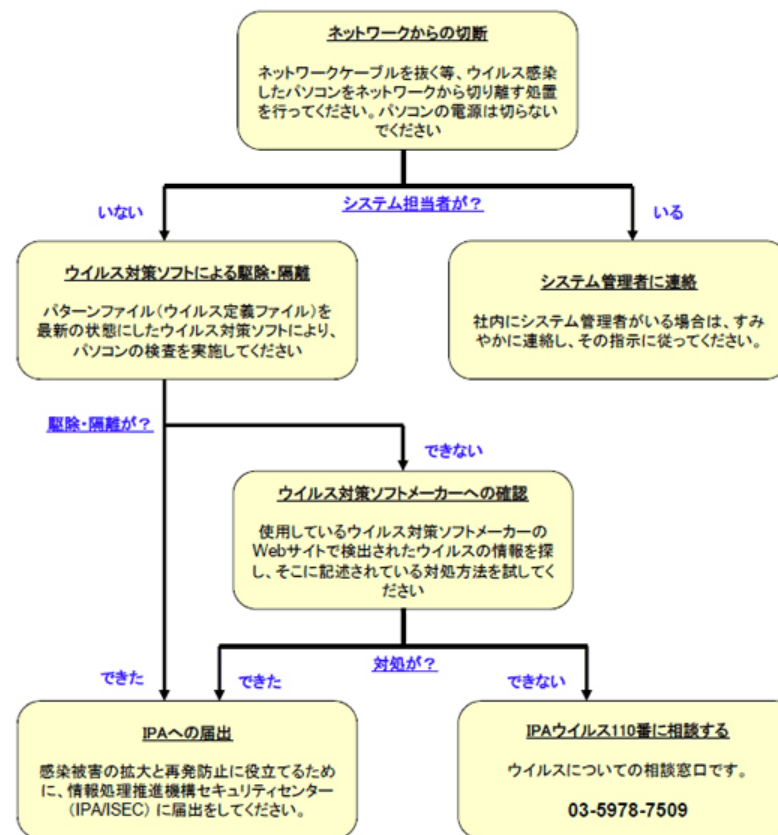 ネットワークからの切断
ネットワークケーブルを抜く等、ウイルス感染
したパソコンをネットワークから切り離す処置
を行ってください。パソコンの電源は切らない
でください
システム担当者が？
いない
いる
ウイルス対策ソフトによる駆除・隔離
パターンファイル（ウイルス定義ファイル）を
最新の状態にしたウイルス対策ソフトにより、
パソコンの検査を実施してください
システム管理者に連絡
社内にシステム管理者がいる場合は、すみ
やかに連絡し、その指示に従ってください。
駆除・隔離が？
できない
ウイルス対策ソフトメーカーへの確認
使用しているウイルス対策ソフトメーカーの
Webサイトで検出されたウイルスの情報を探
し、そこに記述されている対処方法を試してく
ださい
対処が？
できた
できた
できない
IPAへの届出
感染被害の拡大と再発防止に役立てるため
に、情報処理推進機構セキュリティセンター
（IPA/ISEC）に届出をしてください。
IPAウイルス110番に相談する
ウイルスについての相談窓口です。
03-5978-7509